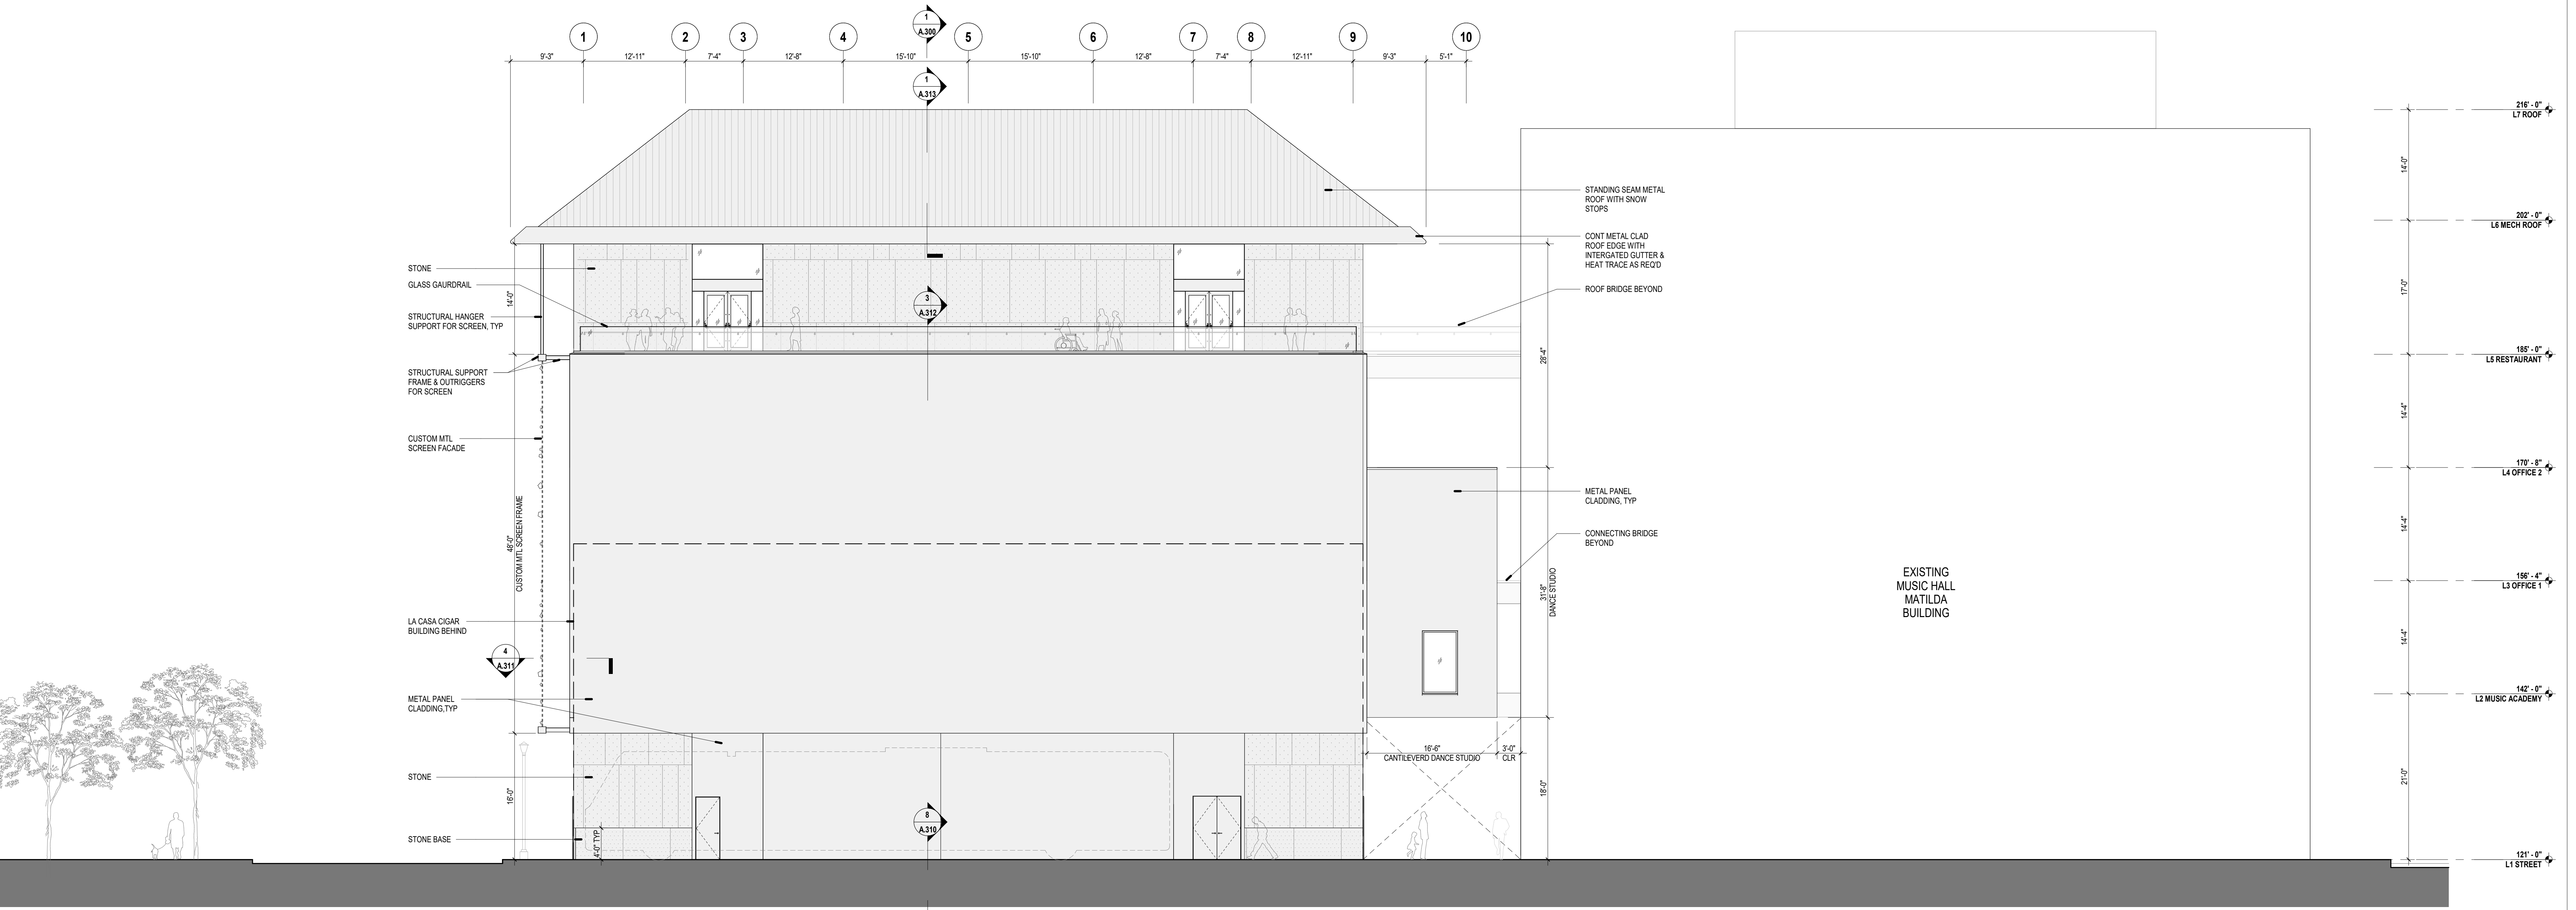 1
A.300
1 2 3 4 5 6 7 8 9 10
9'-3" 12'-11" 7'-4" 12'-8" 15'-10" 15'-10" 12'-8" 7'-4" 12'-11" 9'-3" 5'-1"
1
A.313
216' - 0"
L7 ROOF
14'-0"
202' - 0"
L6 MECH ROOF
17'-0"
185' - 0"
L5 RESTAURANT
14'-4"
170' - 8"
L4 OFFICE 2
14'-4"
156' - 4"
L3 OFFICE 1
14'-4"
142' - 0"
L2 MUSIC ACADEMY
21'-0"
121' - 0"
L1 STREET
STANDING SEAM METAL
ROOF WITH SNOW
STOPS
CONT METAL CLAD
ROOF EDGE WITH
INTERGATED GUTTER &
HEAT TRACE AS REQ'D
ROOF BRIDGE BEYOND
METAL PANEL
CLADDING, TYP
CONNECTING BRIDGE
BEYOND
28'-4"
31'-8"
DANCE STUDIO
18'-0"
EXISTING
MUSIC HALL
MATILDA
BUILDING
STONE
GLASS GAURDRAIL
STRUCTURAL HANGER
SUPPORT FOR SCREEN, TYP
STRUCTURAL SUPPORT
FRAME & OUTRIGGERS
FOR SCREEN
CUSTOM MTL
SCREEN FACADE
LA CASA CIGAR
BUILDING BEHIND
METAL PANEL
CLADDING,TYP
STONE
STONE BASE
14'-0"
48'-0"
CUSTOM MTL SCREEN FRAME
16'-0"
4'-0" TYP
3
A.312
4
A.311
8
A.310
16'-6"
CANTILEVERD DANCE STUDIO
3'-0"
CLR